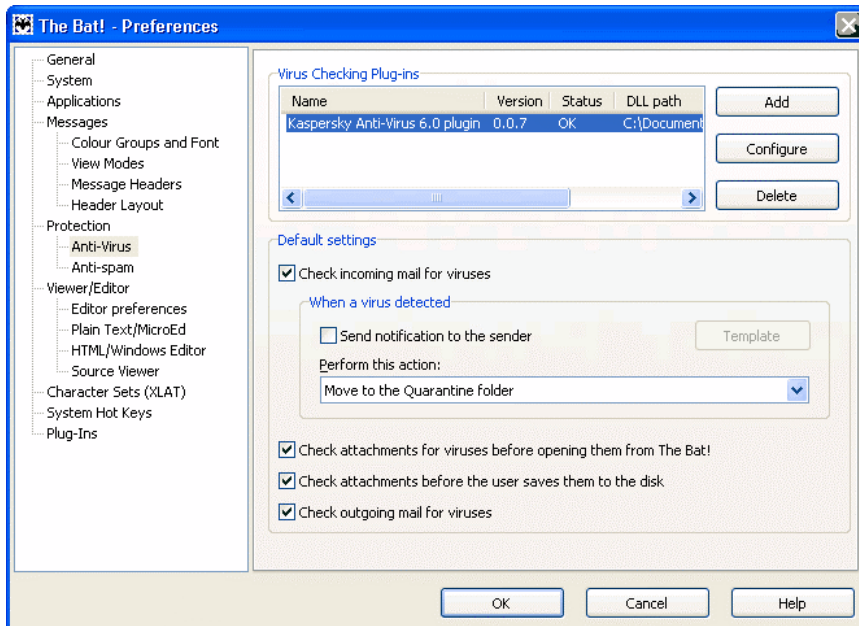 The Bat! - Preferences
General
System
Applications
Messages
Colour Groups and Font
View Modes
Message Headers
Header Layout
Protection
Anti-Virus
Anti-spam
Viewer/Editor
Editor preferences
Plain Text/MicroEd
HTML/Windows Editor
Source Viewer
Character Sets (XLAT)
System Hot Keys
Plug-Ins
Virus Checking Plug-ins
Name Version Status DLL path
Kaspersky Anti-Virus 6.0 plugin 0.0.7 OK C:\Document
Add
Configure
Delete
Default settings
Check incoming mail for viruses
When a virus detected
Send notification to the sender
Template
Perform this action:
Move to the Quarantine folder
Check attachments for viruses before opening them from The Bat!
Check attachments before the user saves them to the disk
Check outgoing mail for viruses
OK Cancel Help